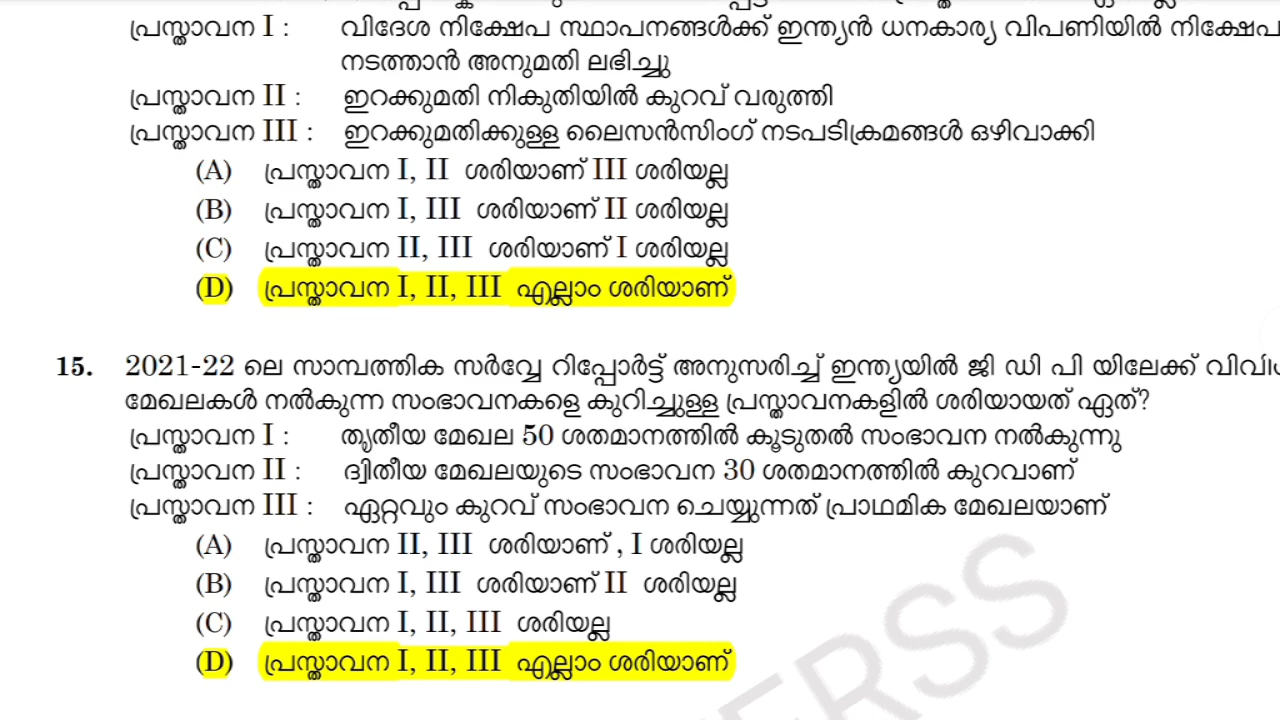 പ്രസ്താവന I : വിദേശ നിക്ഷേപ സ്ഥാപനങ്ങൾക്ക് ഇന്ത്യൻ ധനകാര്യ വിപണിയിൽ നിക്ഷേപ
നടത്താൻ അനുമതി ലഭിച്ചു
പ്രസ്താവന II : ഇറക്കുമതി നികുതിയിൽ കുറവ് വരുത്തി
പ്രസ്താവന III : ഇറക്കുമതിക്കുള്ള ലൈസൻസിംഗ് നടപടിക്രമങ്ങൾ ഒഴിവാക്കി
(A) പ്രസ്താവന I, II ശരിയാണ് III ശരിയല്ല
(B) പ്രസ്താവന I, III ശരിയാണ് II ശരിയല്ല
(C) പ്രസ്താവന II, III ശരിയാണ് I ശരിയല്ല
(D) പ്രസ്താവന I, II, III എല്ലാം ശരിയാണ്
15. 2021-22 ലെ സാമ്പത്തിക സർവ്വേ റിപ്പോർട്ട് അനുസരിച്ച് ഇന്ത്യയിൽ ജി ഡി പി യിലേക്ക്
മേഖലകൾ നൽകുന്ന സംഭാവനകളെ കുറിച്ചുള്ള പ്രസ്താവനകളിൽ ശരിയായത് ഏത്?
പ്രസ്താവന I : തൃതീയ മേഖല 50 ശതമാനത്തിൽ കൂടുതൽ സംഭാവന നൽകുന്നു
പ്രസ്താവന II : ദ്വിതീയ മേഖലയുടെ സംഭാവന 30 ശതമാനത്തിൽ കുറവാണ്
പ്രസ്താവന III : ഏറ്റവും കുറവ് സംഭാവന ചെയ്യുന്നത് പ്രാഥമിക മേഖലയാണ്
(A) പ്രസ്താവന II, III ശരിയാണ് , I ശരിയല്ല
(B) പ്രസ്താവന I, III ശരിയാണ് II ശരിയല്ല
(C) പ്രസ്താവന I, II, III ശരിയല്ല
(D) പ്രസ്താവന I, II, III എല്ലാം ശരിയാണ്